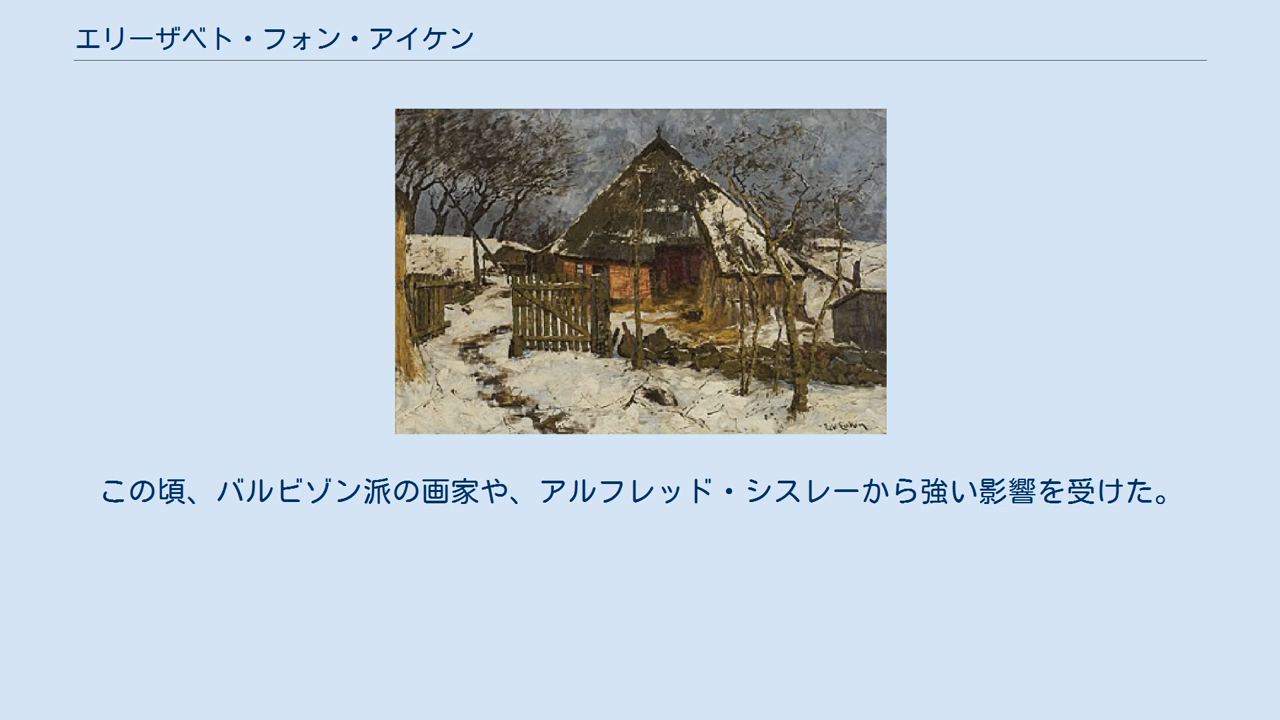 エリーザベト・フォン・アイケン
この頃、バルビゾン派の画家や、アルフレッド・シスレーから強い影響を受けた。